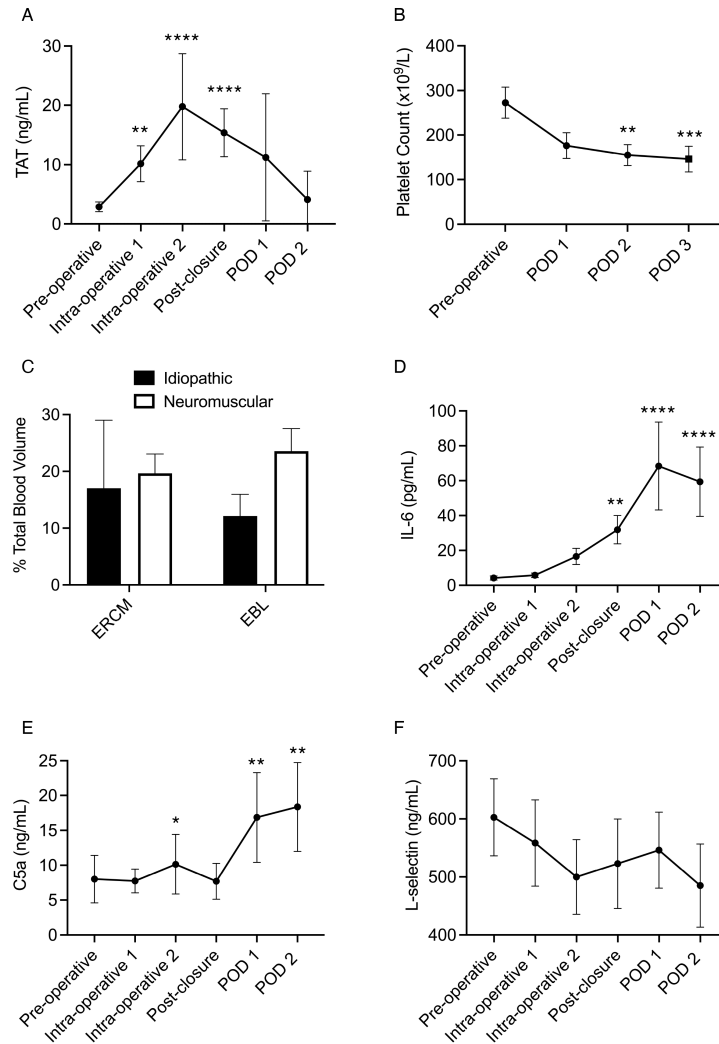 A
TAT (ng/mL)
30
20
10
0
**
****
****
Pre-operative
Intra-operative 1
Intra-operative 2
Post-closure
POD 1
POD 2
B
Platelet Count (x10⁹/L)
400
300
200
100
0
**
***
Pre-operative
POD 1
POD 2
POD 3
C
Idiopathic
Neuromuscular
% Total Blood Volume
30
20
10
0
ERCM
EBL
D
IL-6 (pg/mL)
100
80
60
40
20
0
**
****
****
Pre-operative
Intra-operative 1
Intra-operative 2
Post-closure
POD 1
POD 2
E
C5a (ng/mL)
25
20
15
10
5
0
*
**
**
Pre-operative
Intra-operative 1
Intra-operative 2
Post-closure
POD 1
POD 2
F
L-selectin (ng/mL)
700
600
500
400
Pre-operative
Intra-operative 1
Intra-operative 2
Post-closure
POD 1
POD 2